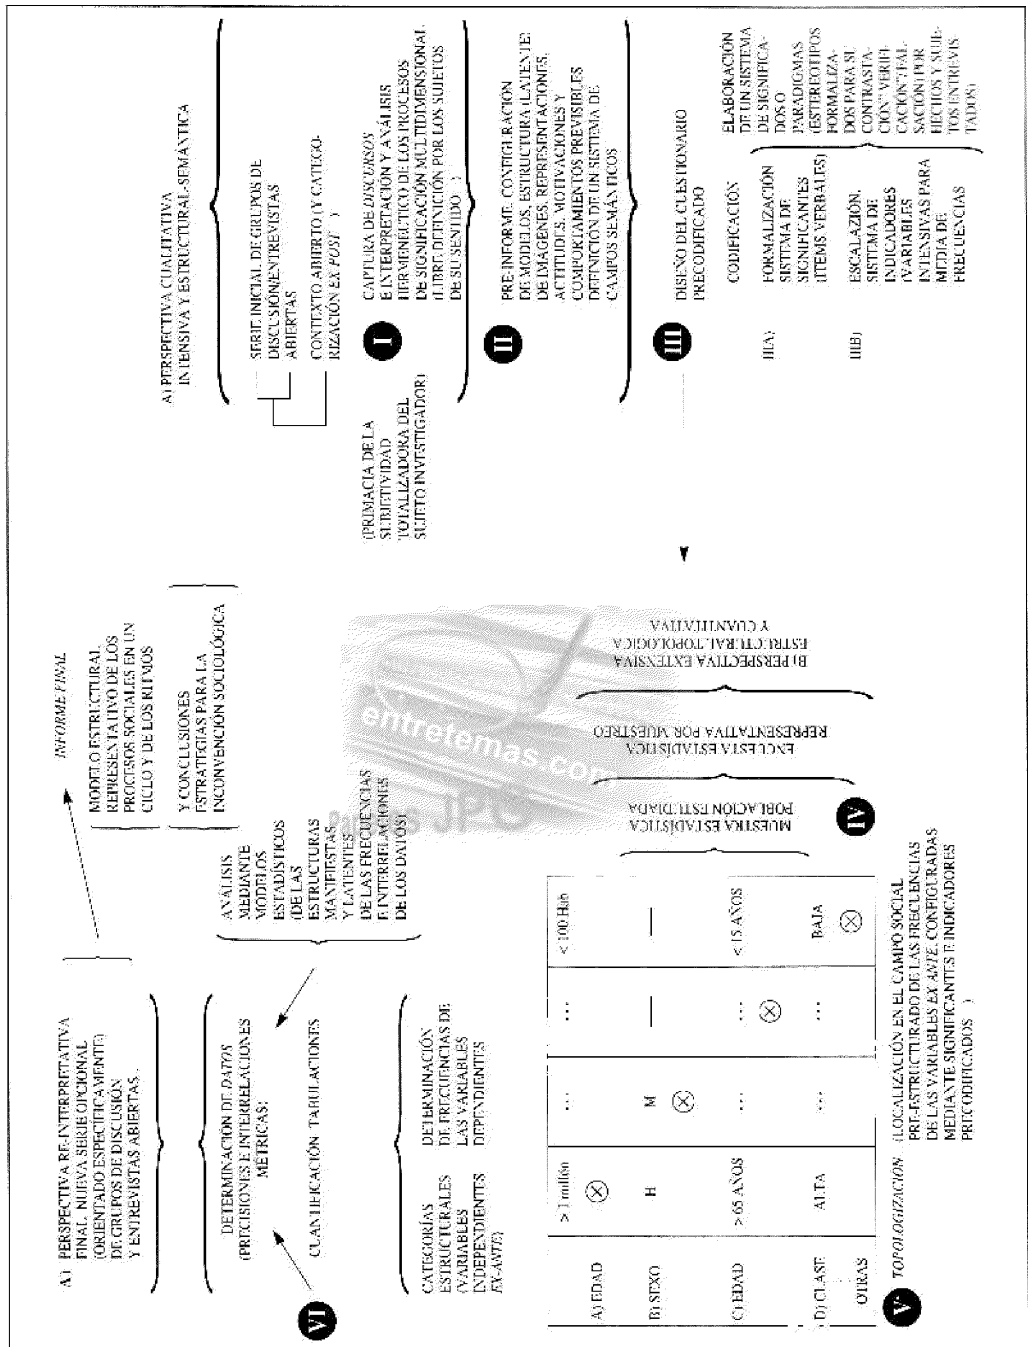 A) PERSPECTIVA CUALITATIVA
INTENSIVA Y ESTRUCTURAL-SEMÁNTICA
SERIE INICIAL DE GRUPOS DE
DISCUSIÓN/ENTREVISTAS
ABIERTAS
CONTEXTO ABIERTO (Y CATEGO-
RIZACIÓN EX POST )
(PRIMACIA DE LA
SUBJETIVIDAD
TOTALIZADORA DEL
SUJETO INVESTIGADOR)
I
CAPTURA DE DISCURSOS
E INTERPRETACIÓN Y ANÁLISIS
HERMENÉUTICO DE LOS PROCESOS
DE SIGNIFICACIÓN MULTIDIMENSIONAL
(LIBRE DEFINICIÓN POR LOS SUJETOS
DE SU SENTIDO )
II
PRE-INFORME. CONFIGURACIÓN
DE MODELOS, ESTRUCTURA (LATENTE)
DE IMÁGENES, REPRESENTACIONES,
ACTITUDES, MOTIVACIONES Y
COMPORTAMIENTOS PREVISIBLES
DEFINICIÓN DE UN SISTEMA DE
CAMPOS SEMÁNTICOS
III
DISEÑO DEL CUESTIONARIO
PRECODIFICADO
CODIFICACIÓN
III(A)
FORMALIZACIÓN
SISTEMA DE
SIGNIFICANTES
(ITEMS VERBALES)
III(B)
ESCALAZIÓN.
SISTEMA DE
INDICADORES
(VARIABLES
INTENSIVAS PARA
MEDIA DE
FRECUENCIAS
ELABORACIÓN
DE UN SISTEMA
DE SIGNIFICA-
DOS O
PARADIGMAS
(ESTEREOTIPOS
FORMALIZA-
DOS PARA SU
CONTRASTA-
CIÓN "VERIFI-
CACIÓN"/FAL-
SACIÓN) POR
HECHOS Y SUJE-
TOS ENTREVIS-
TADOS)
B) PERSPECTIVA EXTENSIVA
ESTRUCTURAL TOPOLÓGICA
Y CUANTITATIVA
ENCUESTA ESTADÍSTICA
REPRESENTATIVA POR MUESTREO
MUESTRA ESTADÍSTICA
POBLACIÓN ESTUDIADA
IV
A) EDAD > 1 millón ... ... < 100 Hab
B) SEXO H M — —
C) EDAD > 65 AÑOS ... ... < 15 AÑOS
D) CLASE ALTA ... ... BAJA
OTRAS
V
TOPOLOGIZACIÓN (LOCALIZACIÓN EN EL CAMPO SOCIAL
PRE-ESTRUCTURADO DE LAS FRECUENCIAS
DE LAS VARIABLES EX ANTE, CONFIGURADAS
MEDIANTE SIGNIFICANTES E INDICADORES
PRECODIFICADOS )
CATEGORÍAS
ESTRUCTURALES
(VARIABLES
INDEPENDIENTES
EX-ANTE)
DETERMINACIÓN
DE FRECUENCIAS DE
LAS VARIABLES
DEPENDIENTES
VI
DETERMINACIÓN DE DATOS
(PRECISIONES E INTERRELACIONES
MÉTRICAS)
CUANTIFICACIÓN TABULACIONES
ANÁLISIS
MEDIANTE
MODELOS
ESTADÍSTICOS
(DE LAS
ESTRUCTURAS
MANIFIESTAS
Y LATENTES
DE LAS FRECUENCIAS
E INTERRELACIONES
DE LOS DATOS)
A') PERSPECTIVA RE-INTERPRETATIVA
FINAL. NUEVA SERIE OPCIONAL
(ORIENTADO ESPECÍFICAMENTE)
DE GRUPOS DE DISCUSIÓN
Y ENTREVISTAS ABIERTAS
INFORME FINAL
MODELO ESTRUCTURAL
REPRESENTATIVO DE LOS
PROCESOS SOCIALES EN UN
CICLO Y DE LOS RITMOS
Y CONCLUSIONES
ESTRATEGIAS PARA LA
INCONVENCIÓN SOCIOLÓGICA
entretemas.com
JPG